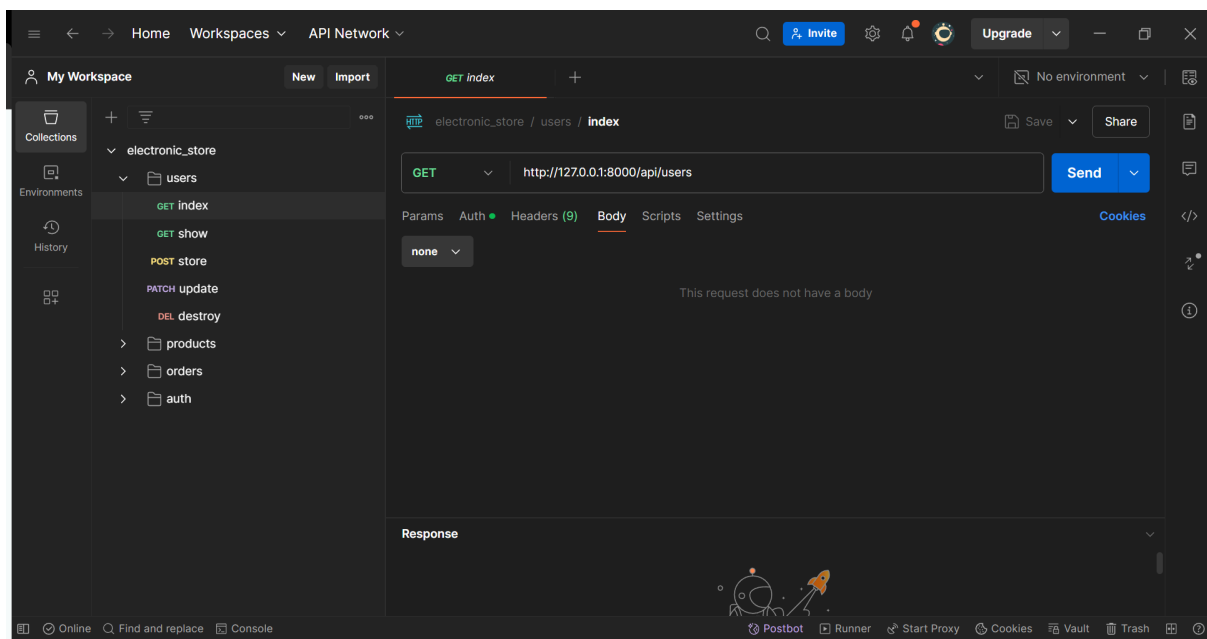 Home Workspaces API Network Invite Upgrade
My Workspace New Import GET index No environment
Collections
Environments
History
electronic_store
users
GET index
GET show
POST store
PATCH update
DEL destroy
products
orders
auth
HTTP electronic_store / users / index Save Share
GET http://127.0.0.1:8000/api/users Send
Params Auth Headers (9) Body Scripts Settings Cookies
none
This request does not have a body
Response
Online Find and replace Console Postbot Runner Start Proxy Cookies Vault Trash